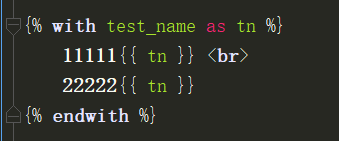 {% with test_name as tn %}
11111{{ tn }} <br>
22222{{ tn }}
{% endwith %}